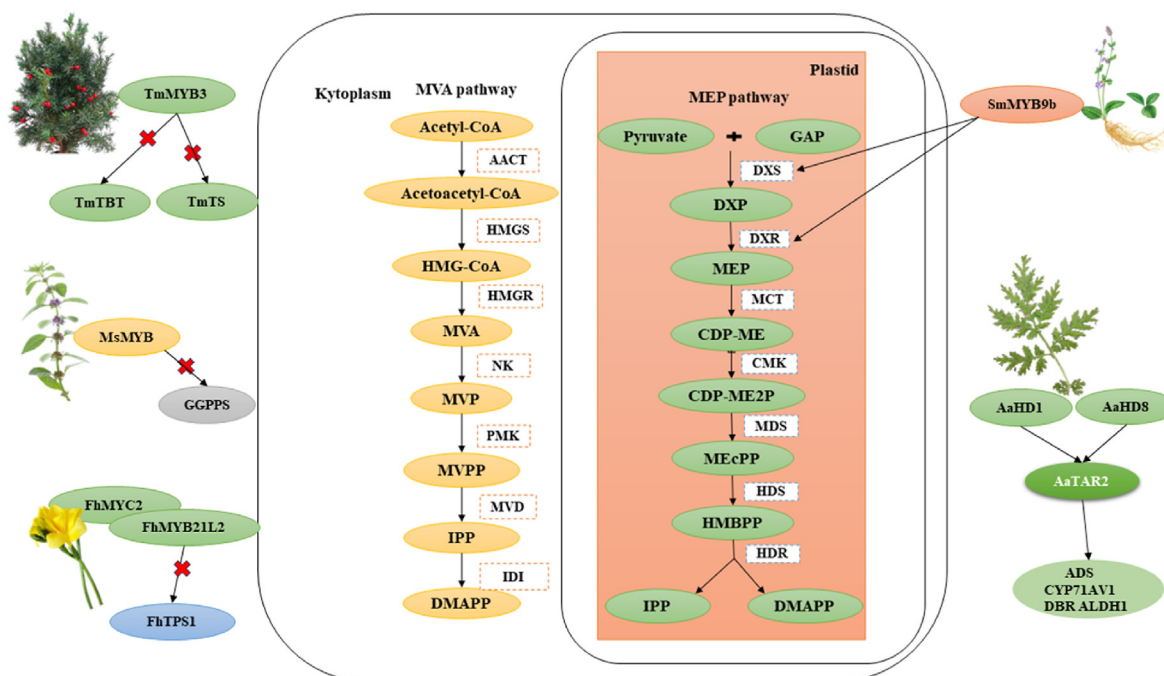 TmMYB3
TmTBT
TmTS
MsMYB
GGPPS
FhMYC2
FhMYB21L2
FhTPS1
Kytoplasm
MVA pathway
Acetyl-CoA
AACT
Acetoacetyl-CoA
HMGS
HMG-CoA
HMGR
MVA
NK
MVP
PMK
MVPP
MVD
IPP
IDI
DMAPP
Plastid
MEP pathway
Pyruvate
+
GAP
DXS
DXP
DXR
MEP
MCT
CDP-ME
CMK
CDP-ME2P
MDS
MEcPP
HDS
HMBPP
HDR
IPP
DMAPP
SmMYB9b
AaHD1
AaHD8
AaTAR2
ADS
CYP71AV1
DBR ALDH1